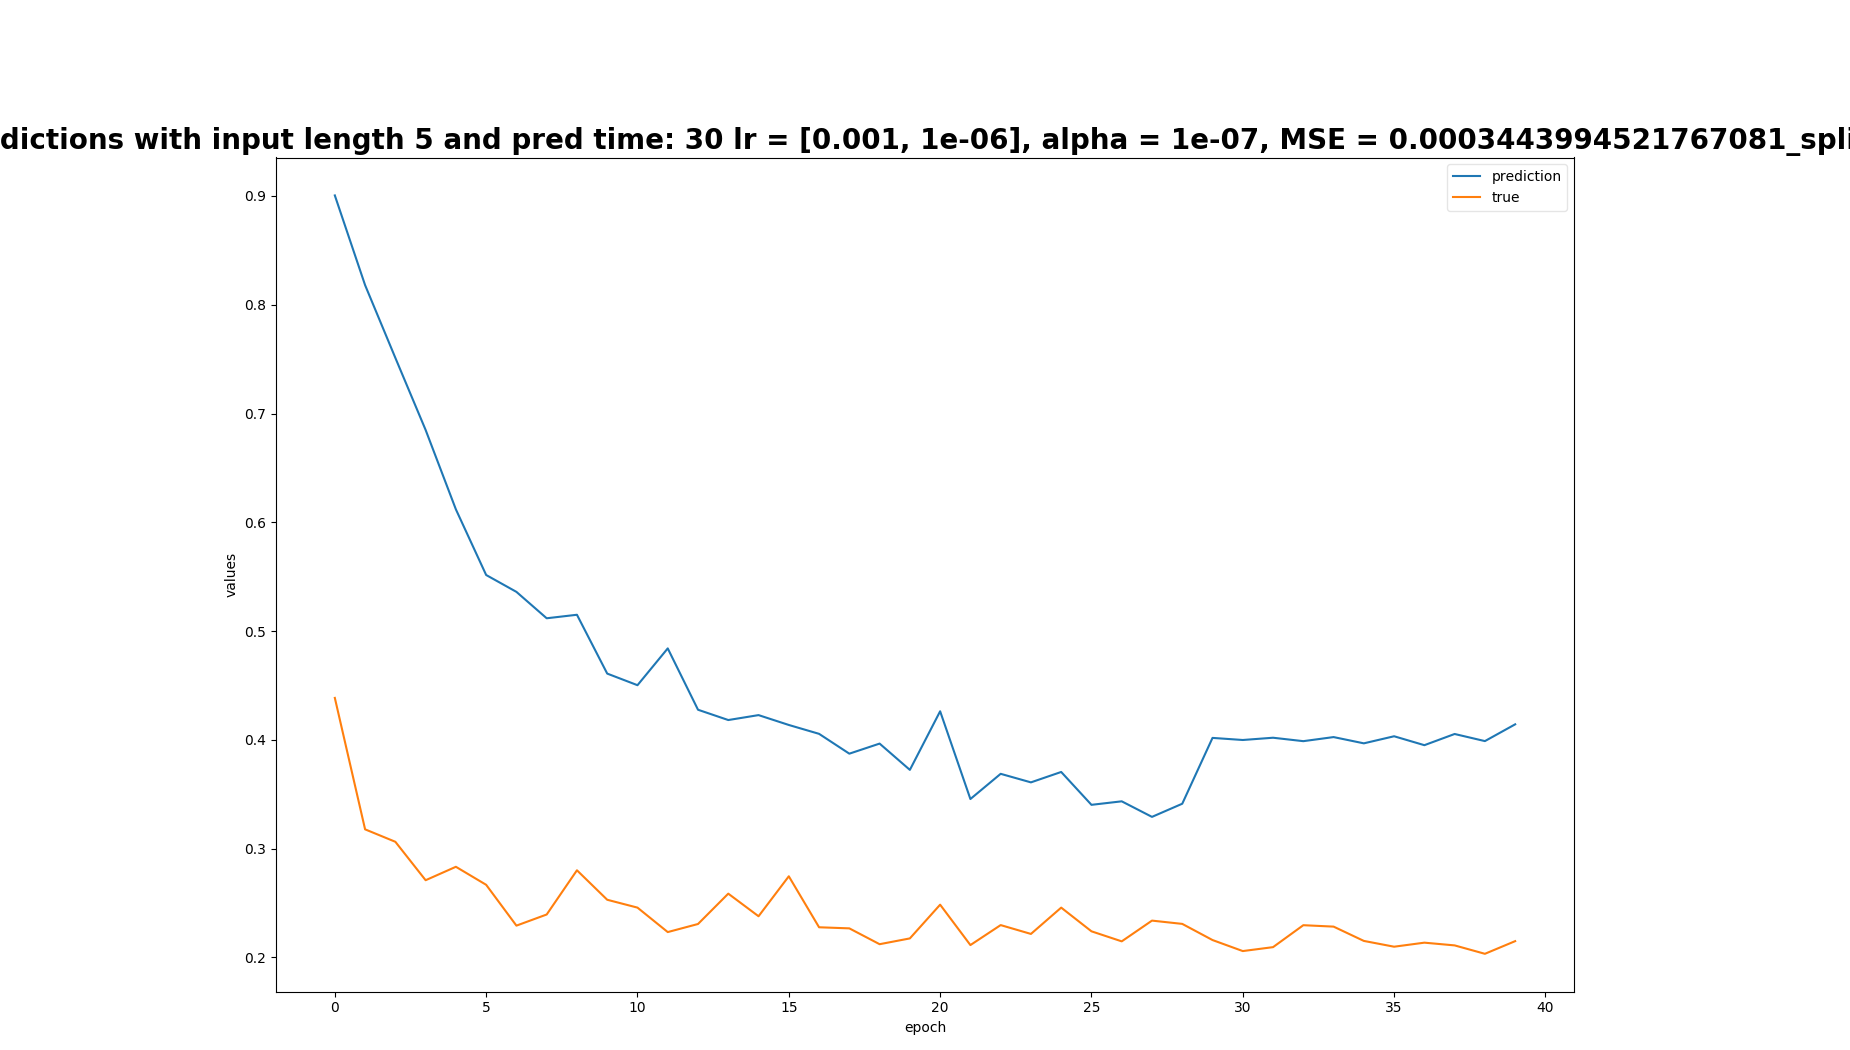 dictions with input length 5 and pred time: 30 lr = [0.001, 1e-06], alpha = 1e-07, MSE = 0.0003443994521767081_spli
prediction
true
0.9
0.8
0.7
0.6
0.5
0.4
0.3
0.2
values
0 5 10 15 20 25 30 35 40
epoch